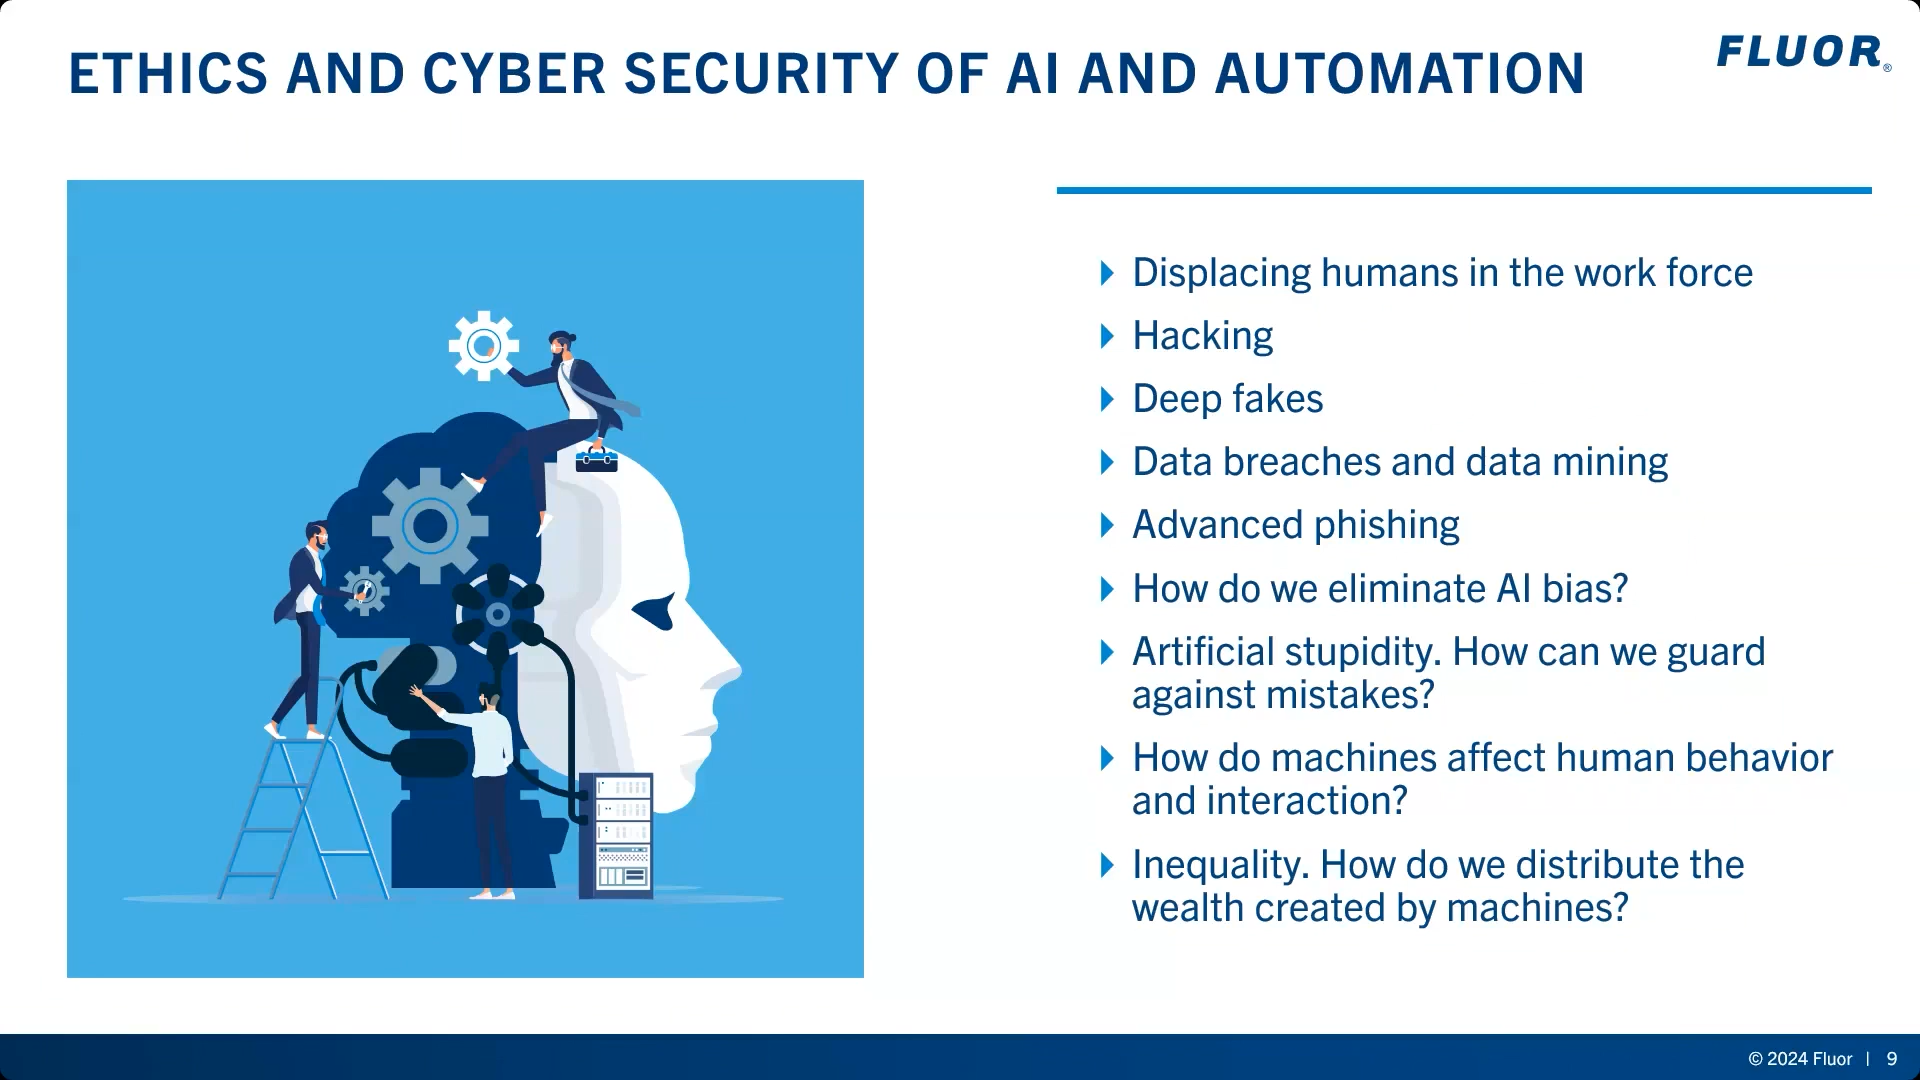 ETHICS AND CYBER SECURITY OF AI AND AUTOMATION
FLUOR®
Displacing humans in the work force
Hacking
Deep fakes
Data breaches and data mining
Advanced phishing
How do we eliminate AI bias?
Artificial stupidity. How can we guard
against mistakes?
How do machines affect human behavior
and interaction?
Inequality. How do we distribute the
wealth created by machines?
© 2024 Fluor | 9